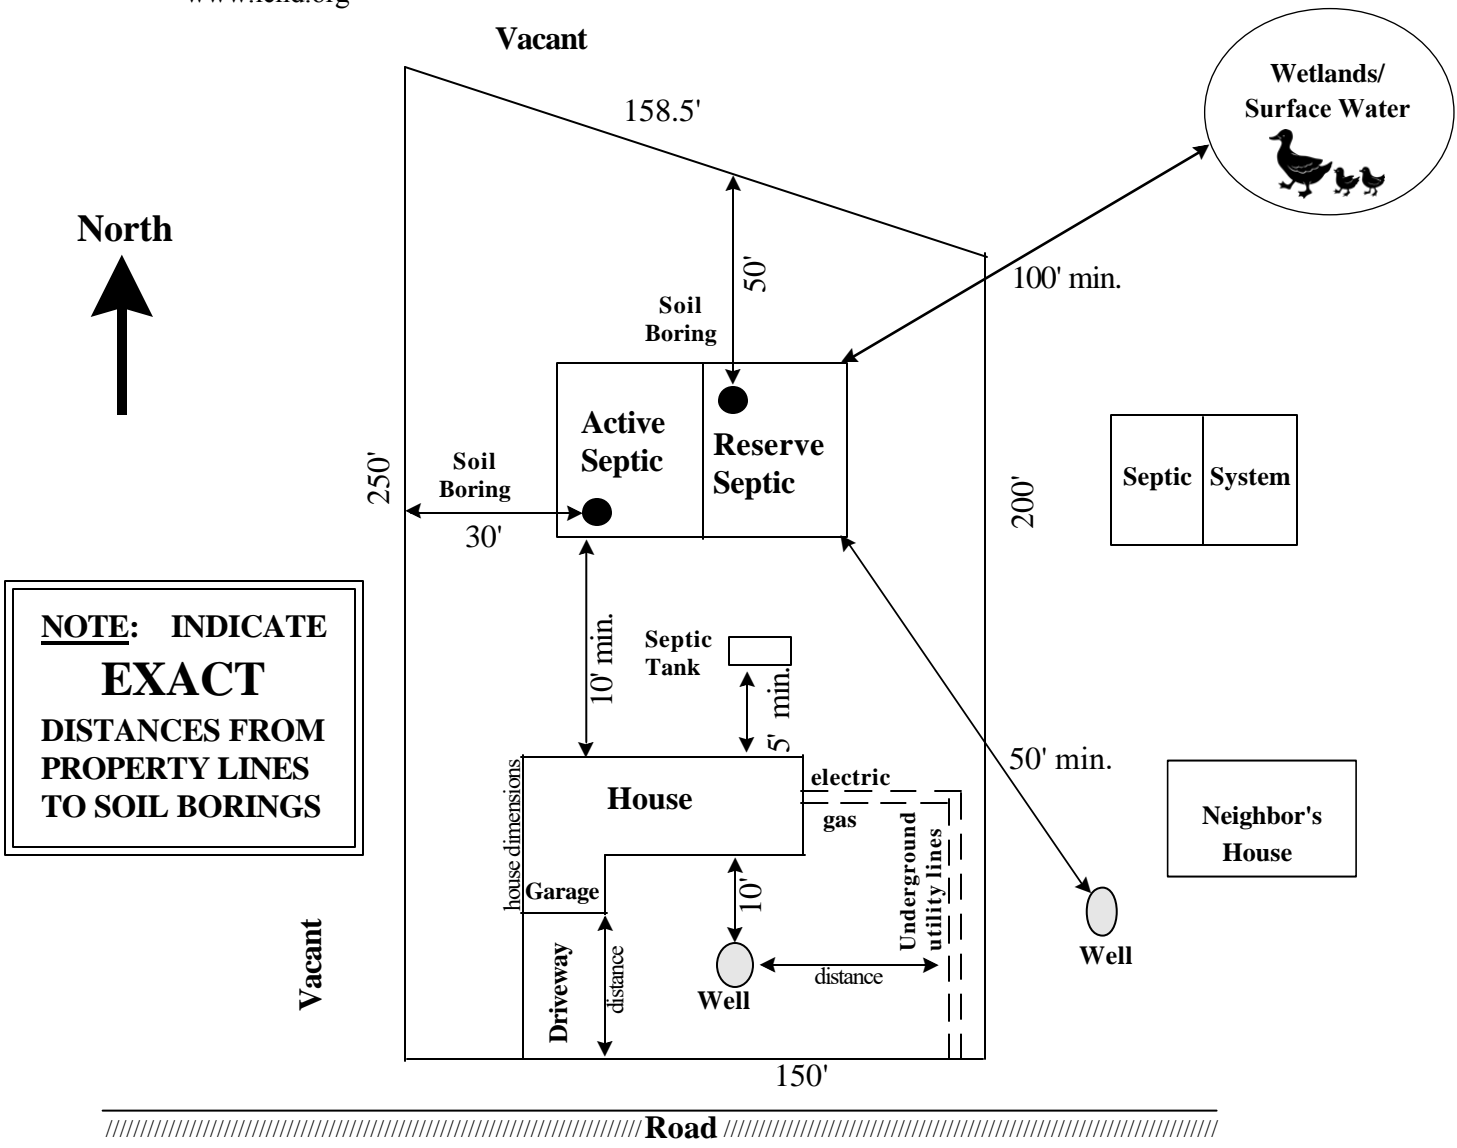 Vacant
158.5'
Wetlands/
Surface Water
North
50'
100' min.
Soil
Boring
Active
Septic
Reserve
Septic
250'
Soil
Boring
30'
200'
Septic System
NOTE: INDICATE
EXACT
DISTANCES FROM
PROPERTY LINES
TO SOIL BORINGS
10' min.
Septic
Tank
5' min.
50' min.
house dimensions
House
electric
gas
Underground
utility lines
Neighbor's
House
Garage
10'
Well
Vacant
Driveway
distance
distance
Well
150'
Road